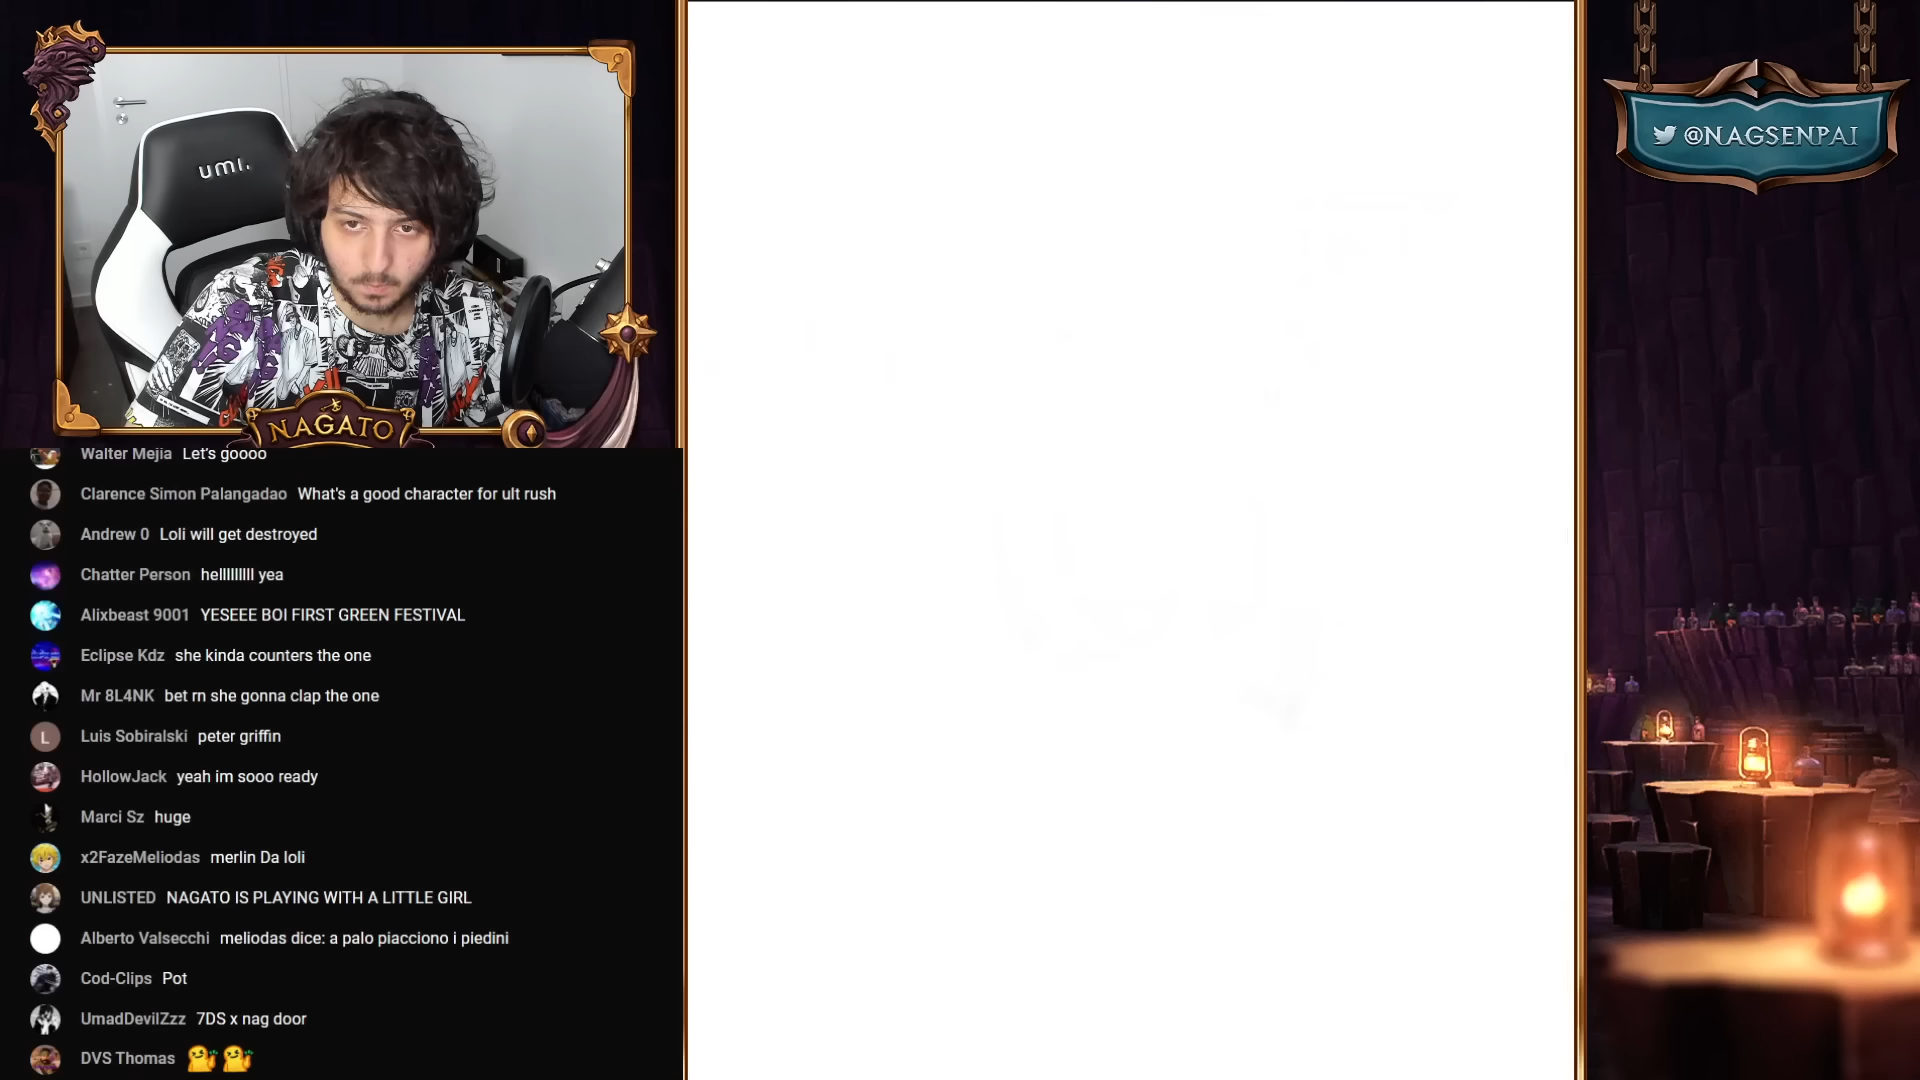 umi.
NAGATO
@NAGSENPAI
Walter Mejia Let's goooo
Clarence Simon Palangadao What's a good character for ult rush
Andrew 0 Loli will get destroyed
Chatter Person hellllllllll yea
Alixbeast 9001 YESEEE BOI FIRST GREEN FESTIVAL
Eclipse Kdz she kinda counters the one
Mr 8L4NK bet rn she gonna clap the one
Luis Sobiralski peter griffin
L
HollowJack yeah im sooo ready
Marci Sz huge
x2FazeMeliodas merlin Da loli
UNLISTED NAGATO IS PLAYING WITH A LITTLE GIRL
Alberto Valsecchi meliodas dice: a palo piacciono i piedini
Cod-Clips Pot
UmadDevilZzz 7DS x nag door
DVS Thomas